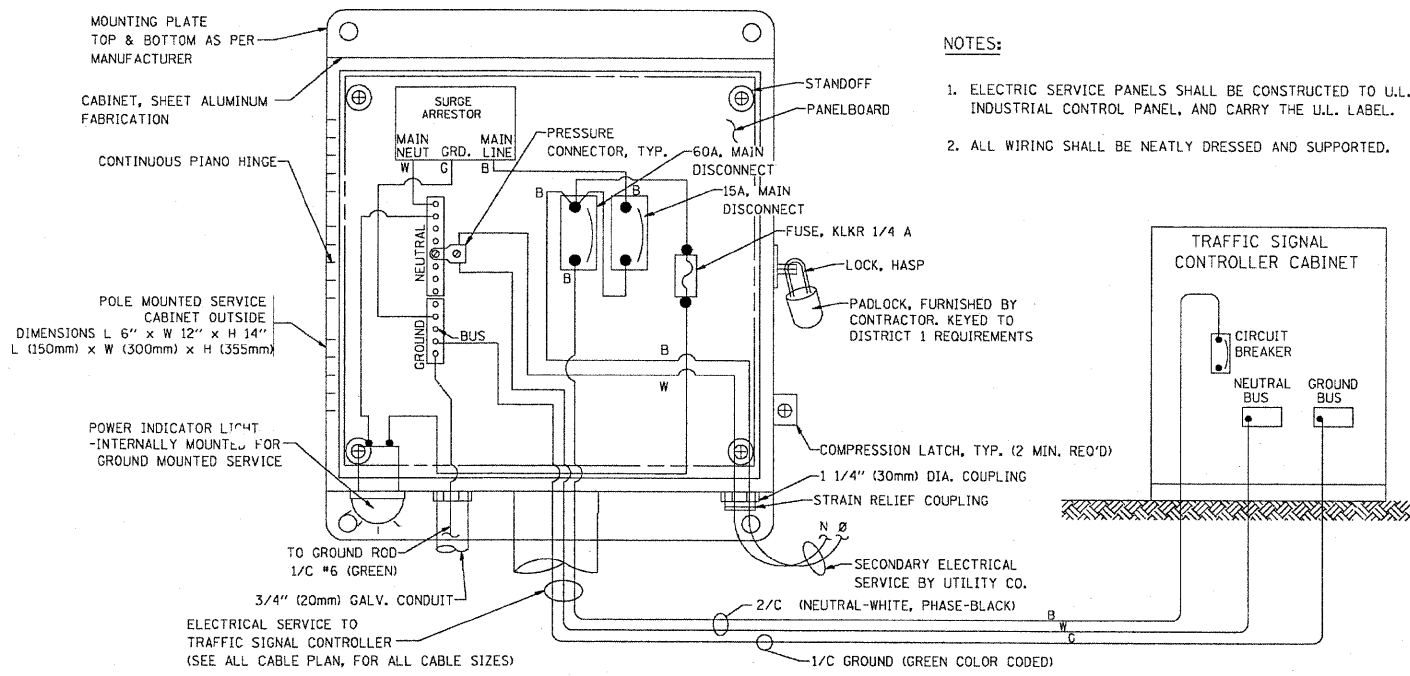 MOUNTING PLATE
TOP & BOTTOM AS PER
MANUFACTURER
CABINET, SHEET ALUMINUM
FABRICATION
CONTINUOUS PIANO HINGE
POLE MOUNTED SERVICE
CABINET OUTSIDE
DIMENSIONS L 6" x W 12" x H 14"
L (150mm) x W (300mm) x H (355mm)
POWER INDICATOR LIGHT
-INTERNALLY MOUNTED FOR
GROUND MOUNTED SERVICE
SURGE
ARRESTOR
MAIN
NEUT
GRD.
MAIN
LINE
W
G
B
PRESSURE
CONNECTOR, TYP.
NEUTRAL
GROUND
BUS
B
B
B
60A, MAIN
DISCONNECT
15A, MAIN
DISCONNECT
FUSE, KLKR 1/4 A
STANDOFF
PANELBOARD
LOCK, HASP
PADLOCK, FURNISHED BY
CONTRACTOR. KEYED TO
DISTRICT 1 REQUIREMENTS
B
W
COMPRESSION LATCH, TYP. (2 MIN. REQ'D)
1 1/4" (30mm) DIA. COUPLING
STRAIN RELIEF COUPLING
N Ø
SECONDARY ELECTRICAL
SERVICE BY UTILITY CO.
TO GROUND ROD
1/C #6 (GREEN)
3/4" (20mm) GALV. CONDUIT
ELECTRICAL SERVICE TO
TRAFFIC SIGNAL CONTROLLER
(SEE ALL CABLE PLAN, FOR ALL CABLE SIZES)
2/C (NEUTRAL-WHITE, PHASE-BLACK)
B
W
G
1/C GROUND (GREEN COLOR CODED)
NOTES:
1. ELECTRIC SERVICE PANELS SHALL BE CONSTRUCTED TO U.L.
INDUSTRIAL CONTROL PANEL, AND CARRY THE U.L. LABEL.
2. ALL WIRING SHALL BE NEATLY DRESSED AND SUPPORTED.
TRAFFIC SIGNAL
CONTROLLER CABINET
CIRCUIT
BREAKER
NEUTRAL
BUS
GROUND
BUS